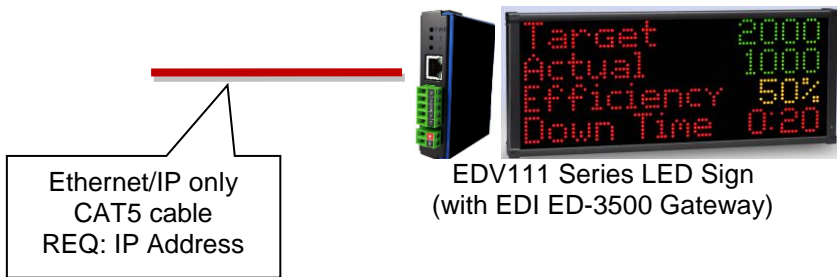 Target 2000
Actual 1000
Efficiency 50%
Down Time 0:20
Ethernet/IP only
CAT5 cable
REQ: IP Address
EDV111 Series LED Sign
(with EDI ED-3500 Gateway)